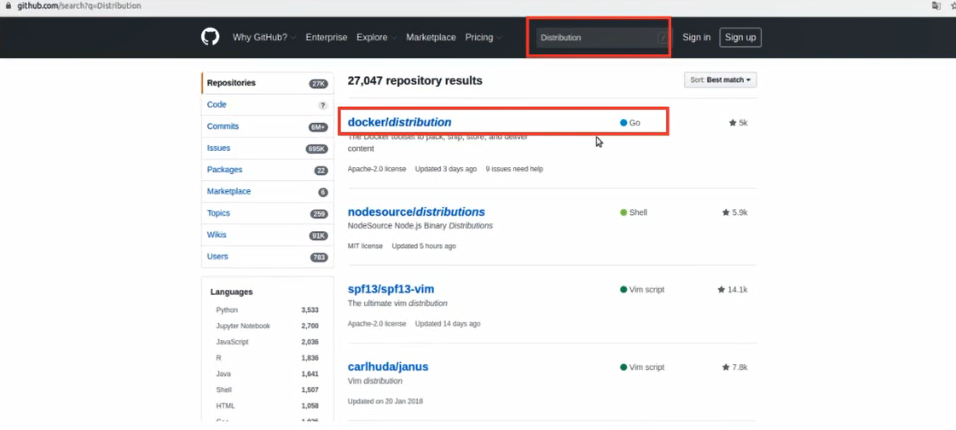 github.com/search?q=Distribution
Why GitHub? Enterprise Explore Marketplace Pricing Distribution / Sign in Sign up
Repositories 27K
Code ?
Commits 6M+
Issues 695K
Packages 22
Marketplace 6
Topics 259
Wikis 91K
Users 783
Languages
Python 3,533
Jupyter Notebook 2,700
JavaScript 2,036
R 1,836
Java 1,641
Shell 1,507
HTML 1,058
27,047 repository results
Sort: Best match
docker/distribution Go 5k
The Docker toolset to pack, ship, store, and deliver
content
Apache-2.0 license Updated 3 days ago 9 issues need help
nodesource/distributions Shell 5.9k
NodeSource Node.js Binary Distributions
MIT license Updated 5 hours ago
spf13/spf13-vim Vim script 14.1k
The ultimate vim distribution
Apache-2.0 license Updated 14 days ago
carlhuda/janus Vim script 7.8k
Vim distribution
Updated on 20 Jan 2018